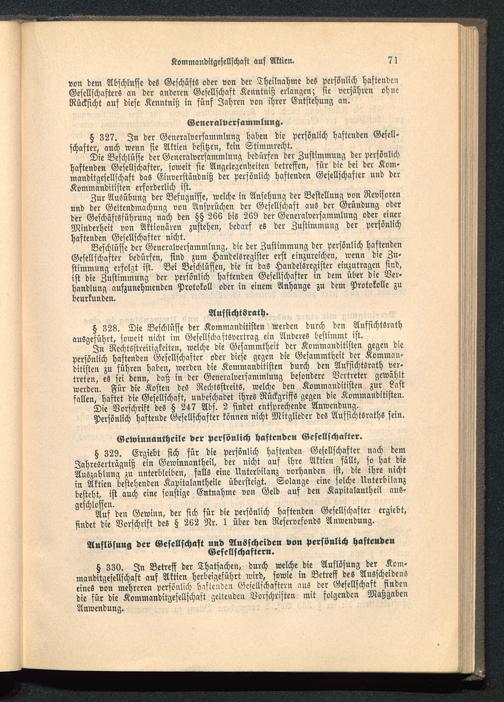 Kommanditgesellschaft auf Aktien. 71
von dem Abschlusse des Geschäfts oder von der Theilnahme des persönlich haftenden
Gesellschafters an der anderen Gesellschaft Kenntniß erlangen; sie verjähren ohne
Rücksicht auf diese Kenntniß in fünf Jahren von ihrer Entstehung an.
Generalversammlung.
§ 327. In der Generalversammlung haben die persönlich haftenden Gesell-
schafter, auch wenn sie Aktien besitzen, kein Stimmrecht.
Die Beschlüsse der Generalversammlung bedürfen der Zustimmung der persönlich
haftenden Gesellschafter, soweit sie Angelegenheiten betreffen, für die bei der Kom-
manditgesellschaft das Einverständniß der persönlich haftenden Gesellschafter und der
Kommanditisten erforderlich ist.
Zur Ausübung der Befugnisse, welche in Ansehung der Bestellung von Revisoren
und der Geltendmachung von Ansprüchen der Gesellschaft aus der Gründung oder
der Geschäftsführung nach den §§ 266 bis 269 der Generalversammlung oder einer
Minderheit von Aktionären zustehen, bedarf es der Zustimmung der persönlich
haftenden Gesellschafter nicht.
Beschlüsse der Generalversammlung, die der Zustimmung der persönlich haftenden
Gesellschafter bedürfen, sind zum Handelsregister erst einzureichen, wenn die Zu-
stimmung erfolgt ist. Bei Beschlüssen, die in das Handelsregister einzutragen sind,
ist die Zustimmung der persönlich haftenden Gesellschafter in dem über die Ver-
handlung aufzunehmenden Protokoll oder in einem Anhange zu dem Protokolle zu
beurkunden.
Aufsichtsrath.
§ 328. Die Beschlüsse der Kommanditisten werden durch den Aufsichtsrath
ausgeführt, soweit nicht im Gesellschaftsvertrag ein Anderes bestimmt ist.
In Rechtsstreitigkeiten, welche die Gesammtheit der Kommanditisten gegen die
persönlich haftenden Gesellschafter oder diese gegen die Gesammtheit der Komman-
ditisten zu führen haben, werden die Kommanditisten durch den Aufsichtsrath ver-
treten, es sei denn, daß in der Generalversammlung besondere Vertreter gewählt
werden. Für die Kosten des Rechtsstreits, welche den Kommanditisten zur Last
fallen, haftet die Gesellschaft, unbeschadet ihres Rückgriffs gegen die Kommanditisten.
Die Vorschrift des § 247 Abs. 2 findet entsprechende Anwendung.
Persönlich haftende Gesellschafter können nicht Mitglieder des Aufsichtsraths sein.
Gewinnantheile der persönlich haftenden Gesellschafter.
§ 329. Ergiebt sich für die persönlich haftenden Gesellschafter nach dem
Jahreserträgniß ein Gewinnantheil, der nicht auf ihre Aktien fällt, so hat die
Auszahlung zu unterbleiben, falls eine Unterbilanz vorhanden ist, die ihre nicht
in Aktien bestehenden Kapitalantheile übersteigt. Solange eine solche Unterbilanz
besteht, ist auch eine sonstige Entnahme von Geld auf den Kapitalantheil aus-
geschlossen.
Auf den Gewinn, der sich für die persönlich haftenden Gesellschafter ergiebt,
findet die Vorschrift des § 262 Nr. 1 über den Reservefonds Anwendung.
Auflösung der Gesellschaft und Ausscheiden von persönlich haftenden
Gesellschaftern.
§ 330. In Betreff der Thatsachen, durch welche die Auflösung der Kom-
manditgesellschaft auf Aktien herbeigeführt wird, sowie in Betreff des Ausscheidens
eines von mehreren persönlich haftenden Gesellschaftern aus der Gesellschaft finden
die für die Kommanditgesellschaft geltenden Vorschriften mit folgenden Maßgaben
Anwendung.